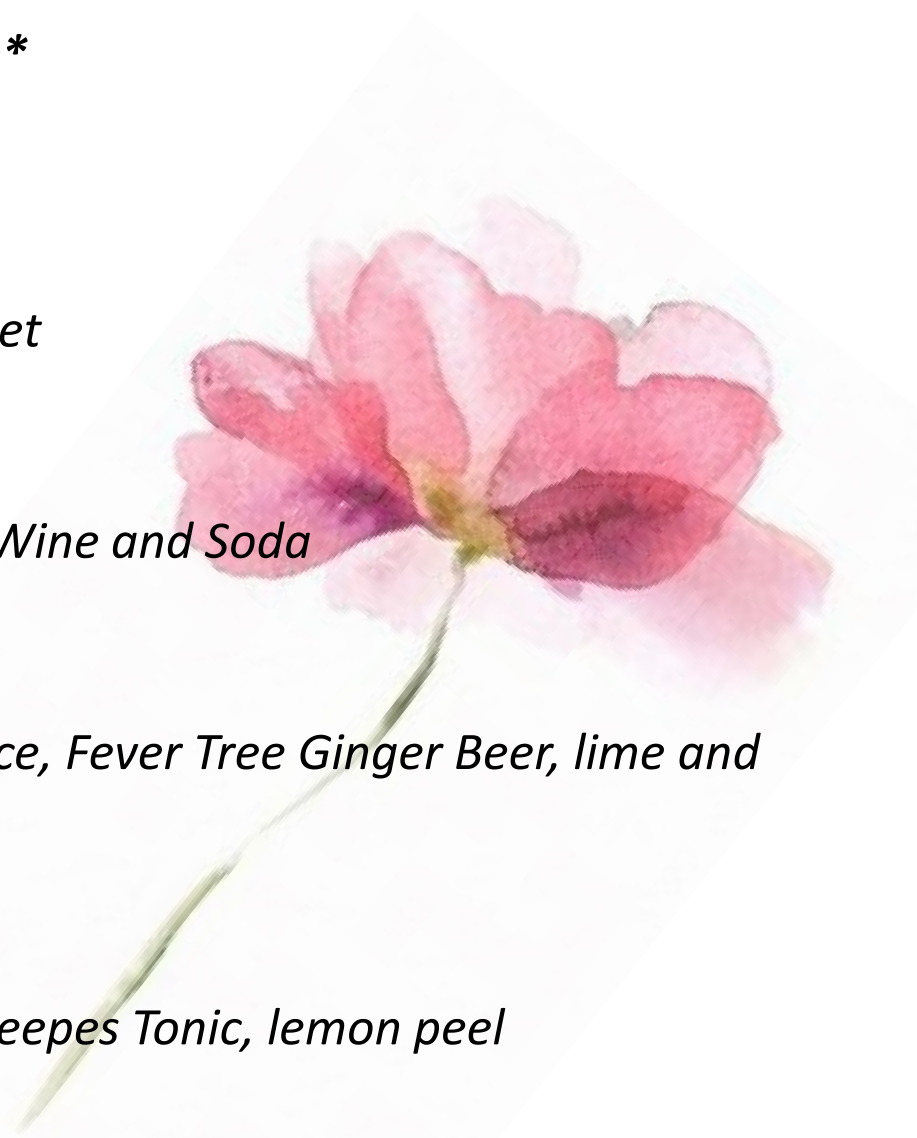 *
et
Wine and Soda
ce, Fever Tree Ginger Beer, lime and
eepes Tonic, lemon peel